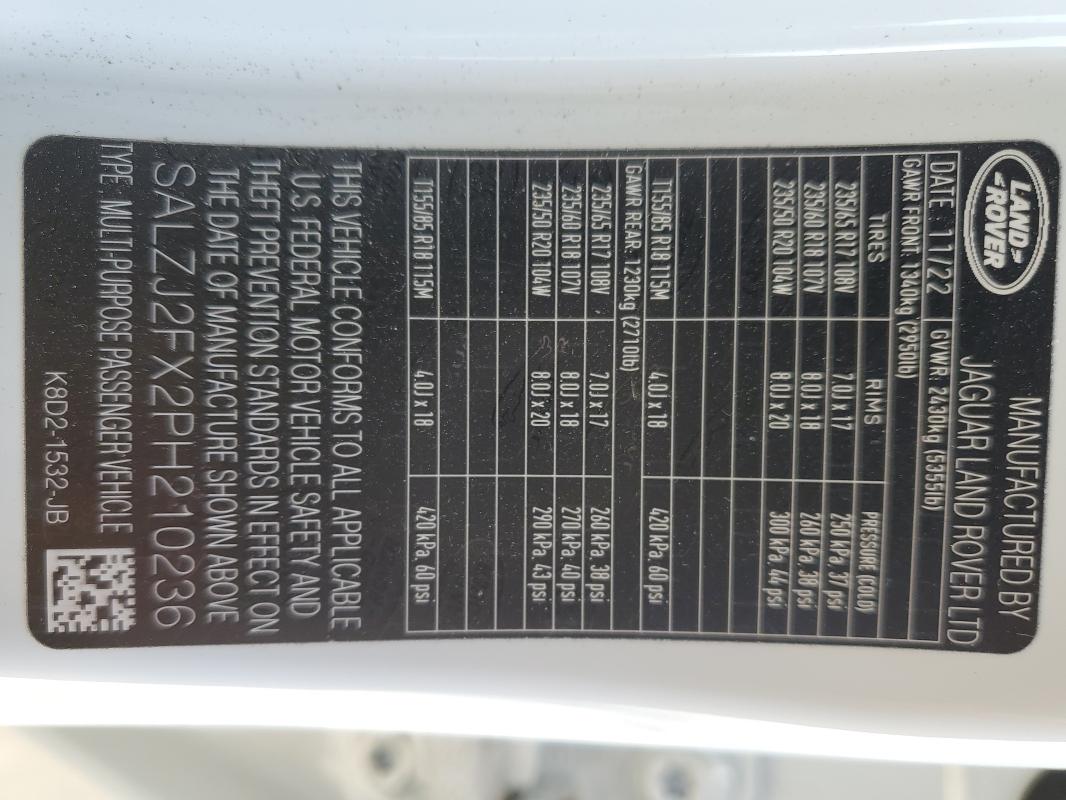 LAND-
-ROVER
MANUFACTURED BY
JAGUAR LAND ROVER LTD
DATE: 11/22 GVWR: 2430kg (5355lb)
GAWR FRONT: 1340kg (2950lb)
TIRES RIMS PRESSURE (COLD)
235/65 R17 108V 7.0J x 17 250 kPa, 37 psi
235/60 R18 107V 8.0J x 18 260 kPa, 38 psi
235/50 R20 104W 8.0J x 20 300 kPa, 44 psi
T155/85 R18 115M 4.0J x 18 420 kPa, 60 psi
GAWR REAR: 1230kg (2710lb)
235/65 R17 108V 7.0J x 17 260 kPa, 38 psi
235/60 R18 107V 8.0J x 18 270 kPa, 40 psi
235/50 R20 104W 8.0J x 20 290 kPa, 43 psi
T155/85 R18 115M 4.0J x 18 420 kPa, 60 psi
THIS VEHICLE CONFORMS TO ALL APPLICABLE
U.S. FEDERAL MOTOR VEHICLE SAFETY AND
THEFT PREVENTION STANDARDS IN EFFECT ON
THE DATE OF MANUFACTURE SHOWN ABOVE
SALZJ2FX2PH210236
TYPE: MULTI-PURPOSE PASSENGER VEHICLE
K8D2-1532-JB